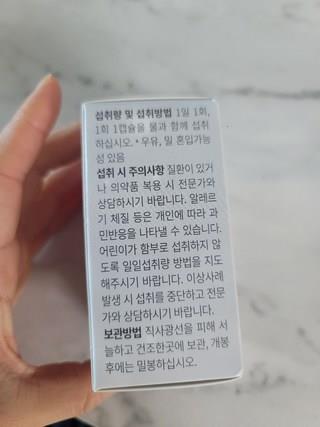 섭취량 및 섭취방법 1일 1회,
1회 1캡슐을 물과 함께 섭취
하십시오. * 우유, 밀 혼입가능
성 있음
섭취 시 주의사항 질환이 있거
나 의약품 복용 시 전문가와
상담하시기 바랍니다. 알레르
기 체질 등은 개인에 따라 과
민반응을 나타낼 수 있습니다.
어린이가 함부로 섭취하지 않
도록 일일섭취량 방법을 지도
해주시기 바랍니다. 이상사례
발생 시 섭취를 중단하고 전문
가와 상담하시기 바랍니다.
보관방법 직사광선을 피해 서
늘하고 건조한곳에 보관, 개봉
후에는 밀봉하십시오.